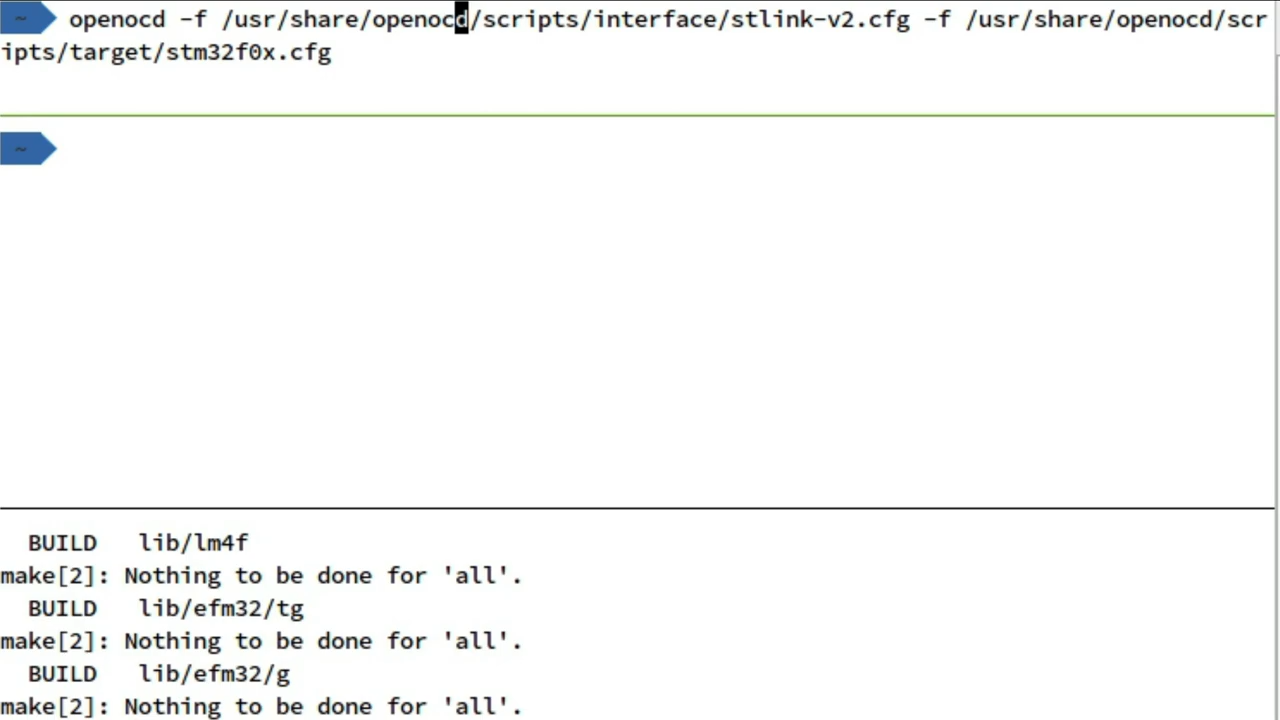 ~ openocd -f /usr/share/openocd/scripts/interface/stlink-v2.cfg -f /usr/share/openocd/scr
ipts/target/stm32f0x.cfg
~
BUILD lib/lm4f
make[2]: Nothing to be done for 'all'.
BUILD lib/efm32/tg
make[2]: Nothing to be done for 'all'.
BUILD lib/efm32/g
make[2]: Nothing to be done for 'all'.